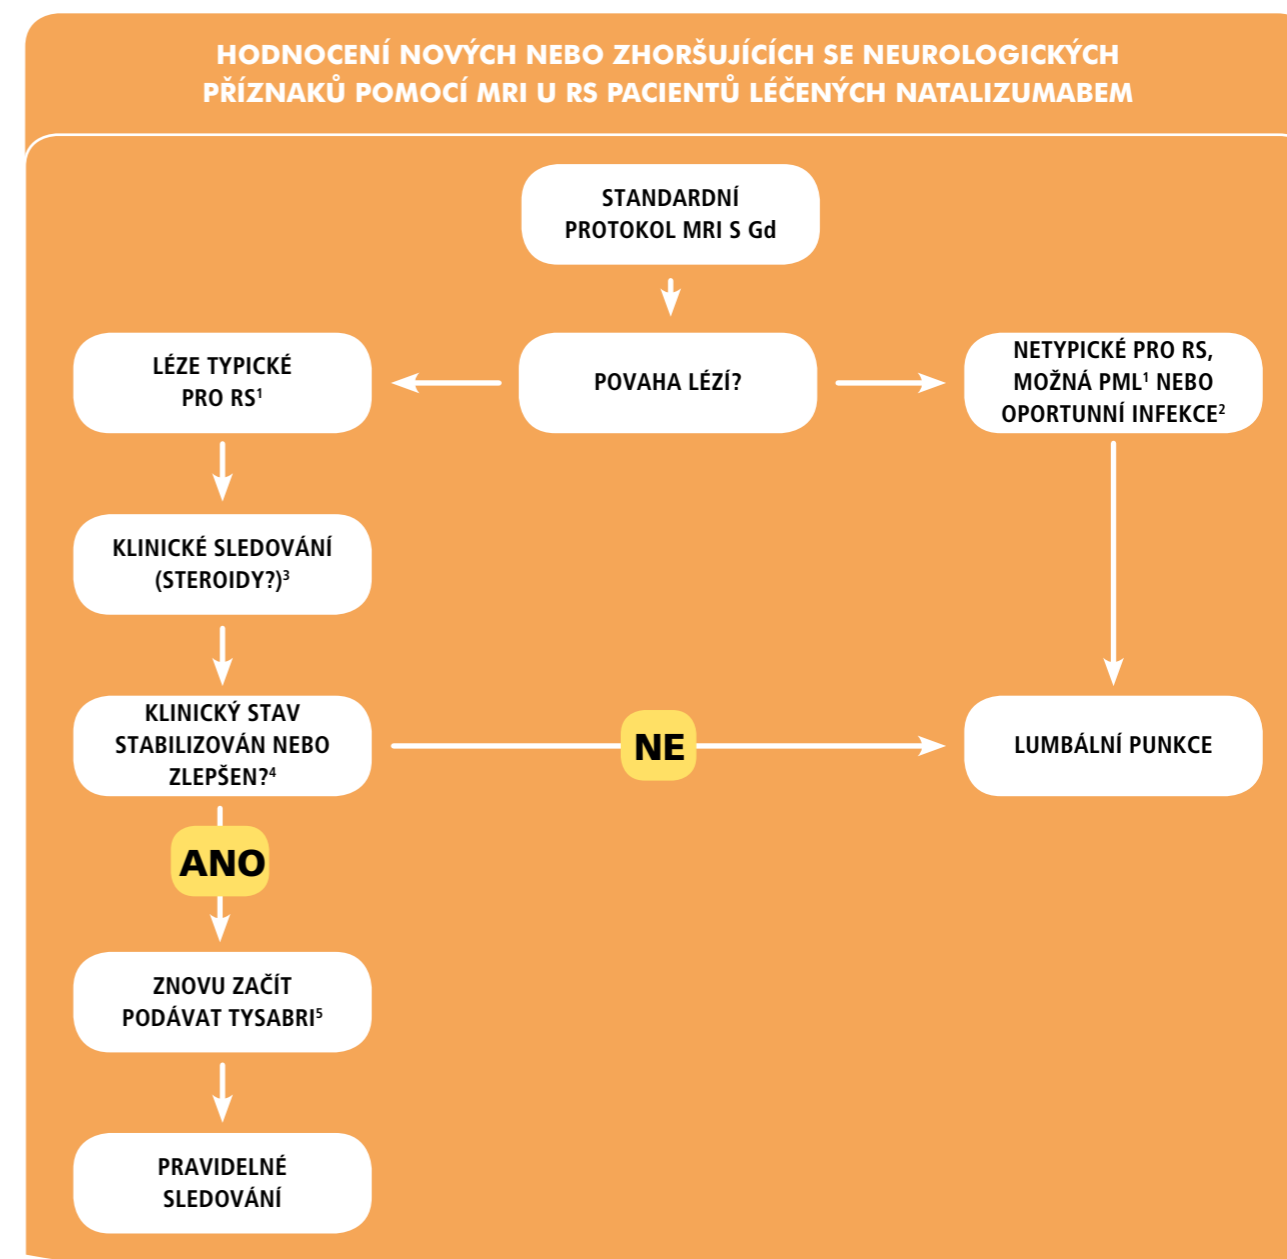 HODNOCENÍ NOVÝCH NEBO ZHORŠUJÍCÍCH SE NEUROLOGICKÝCH
PŘÍZNAKŮ POMOCÍ MRI U RS PACIENTŮ LÉČENÝCH NATALIZUMABEM
STANDARDNÍ
PROTOKOL MRI S Gd
LÉZE TYPICKÉ
PRO RS¹
POVAHA LÉZÍ?
NETYPICKÉ PRO RS,
MOŽNÁ PML¹ NEBO
OPORTUNNÍ INFEKCE²
KLINICKÉ SLEDOVÁNÍ
(STEROIDY?)³
KLINICKÝ STAV
STABILIZOVÁN NEBO
ZLEPŠEN?⁴
NE
LUMBÁLNÍ PUNKCE
ANO
ZNOVU ZAČÍT
PODÁVAT TYSABRI⁵
PRAVIDELNÉ
SLEDOVÁNÍ